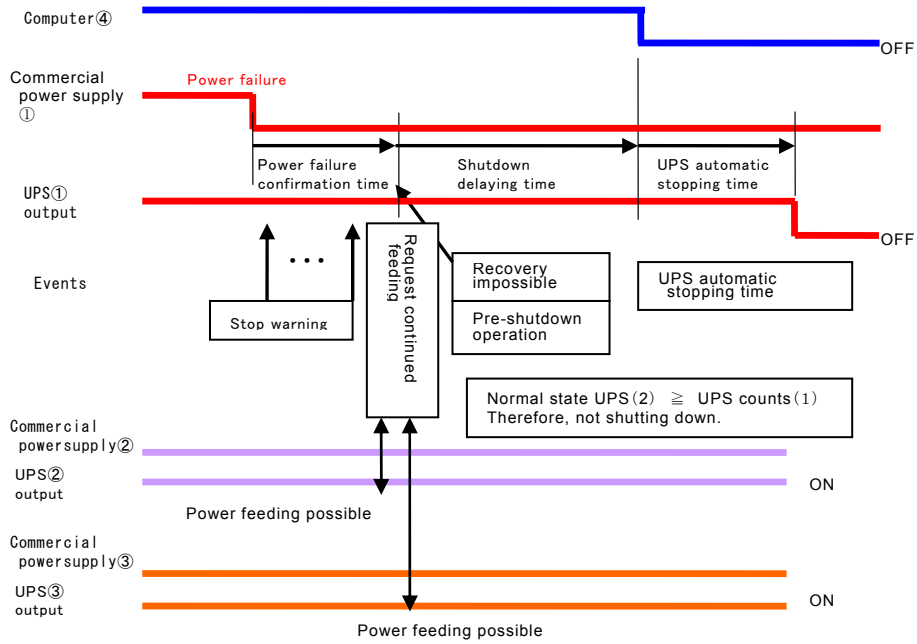 Computer④
OFF
Commercial
power supply
①
Power failure
Power failure
confirmation time
Shutdown
delaying time
UPS automatic
stopping time
UPS①
output
OFF
Events
・・・
Stop warning
Request continued
feeding
Recovery
impossible
Pre-shutdown
operation
UPS automatic
stopping time
Normal state UPS(2) ≧ UPS counts(1)
Therefore, not shutting down.
Commercial
powersupply②
UPS②
output
ON
Power feeding possible
Commercial
powersupply③
UPS③
output
ON
Power feeding possible